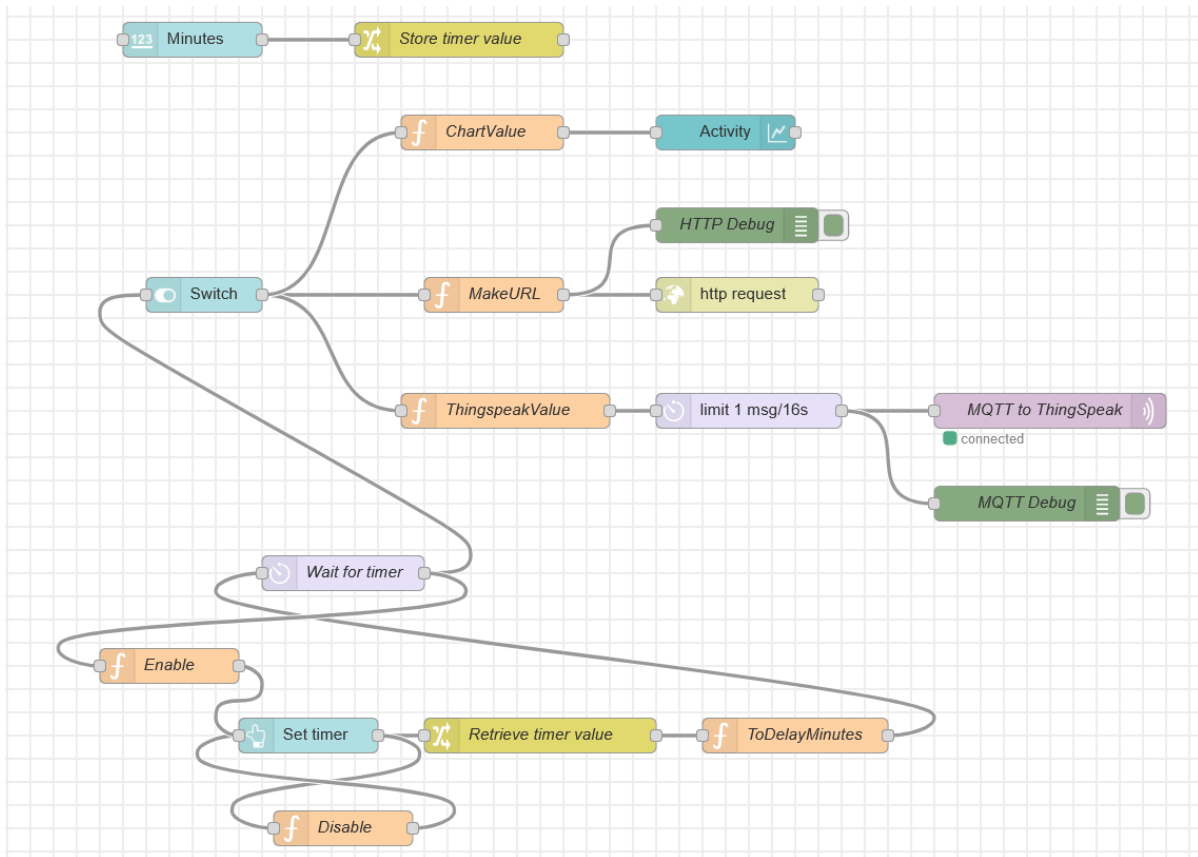 123 Minutes
Store timer value
ChartValue
Activity
HTTP Debug
Switch
MakeURL
http request
ThingspeakValue
limit 1 msg/16s
MQTT to ThingSpeak
connected
MQTT Debug
Wait for timer
Enable
Set timer
Retrieve timer value
ToDelayMinutes
Disable